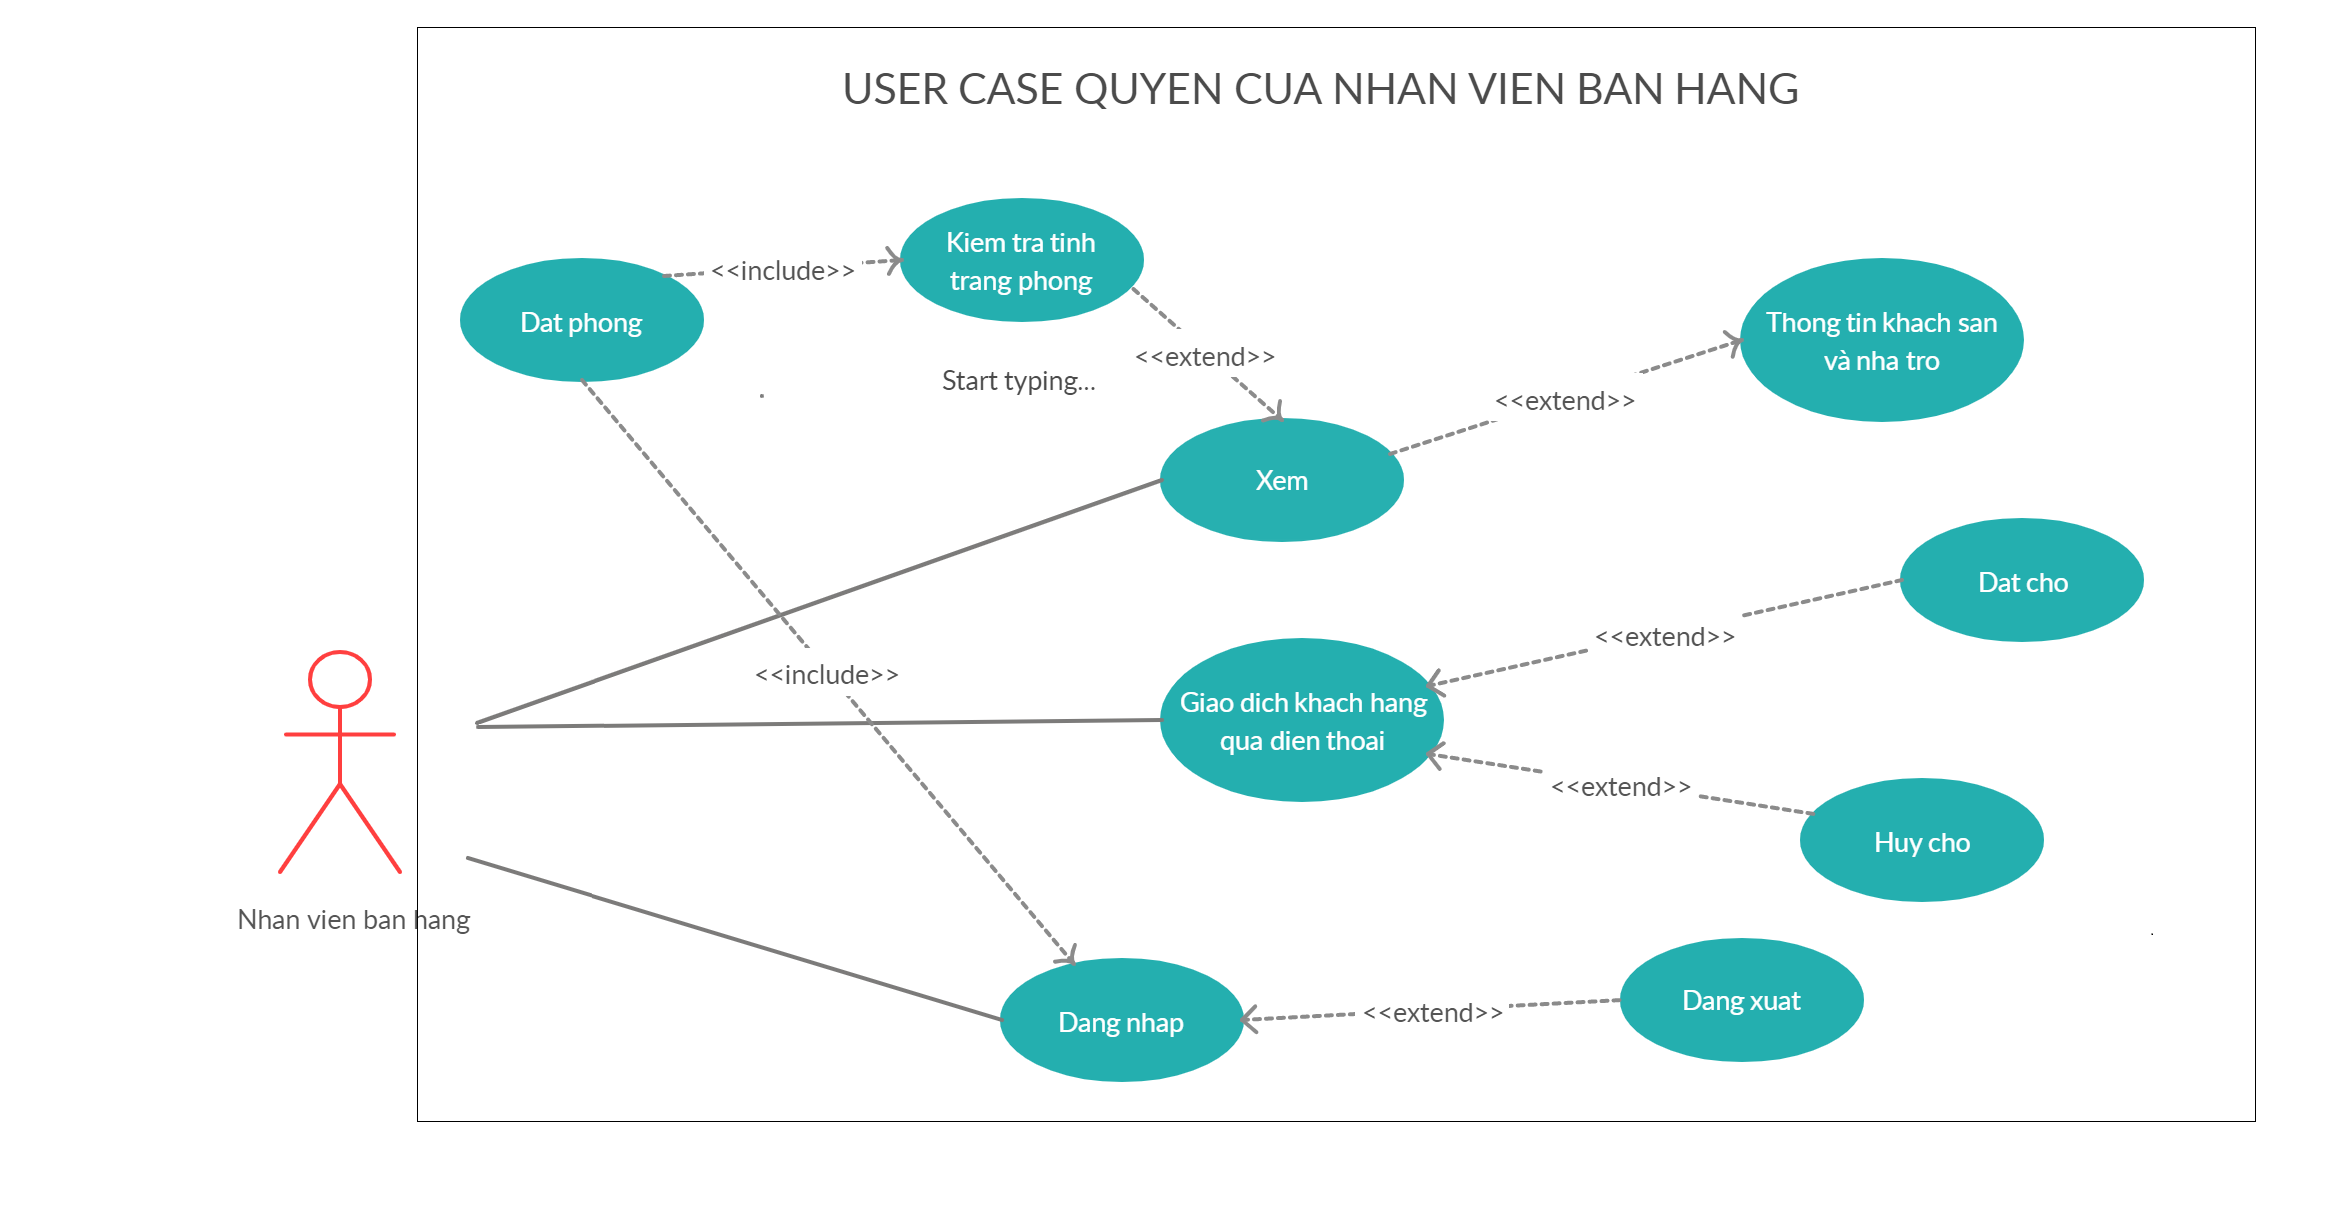 USER CASE QUYEN CUA NHAN VIEN BAN HANG
Kiem tra tinh
trang phong
<<include>>
Dat phong
Thong tin khach san
và nha tro
<<extend>>
Start typing...
<<extend>>
Xem
Dat cho
<<extend>>
<<include>>
Giao dich khach hang
qua dien thoai
<<extend>>
Huy cho
Nhan vien ban hang
Dang xuat
<<extend>>
Dang nhap